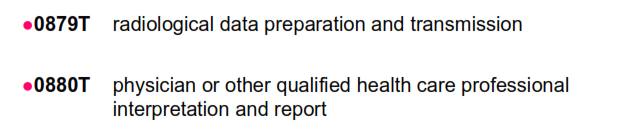 ●0879T radiological data preparation and transmission
●0880T physician or other qualified health care professional
interpretation and report